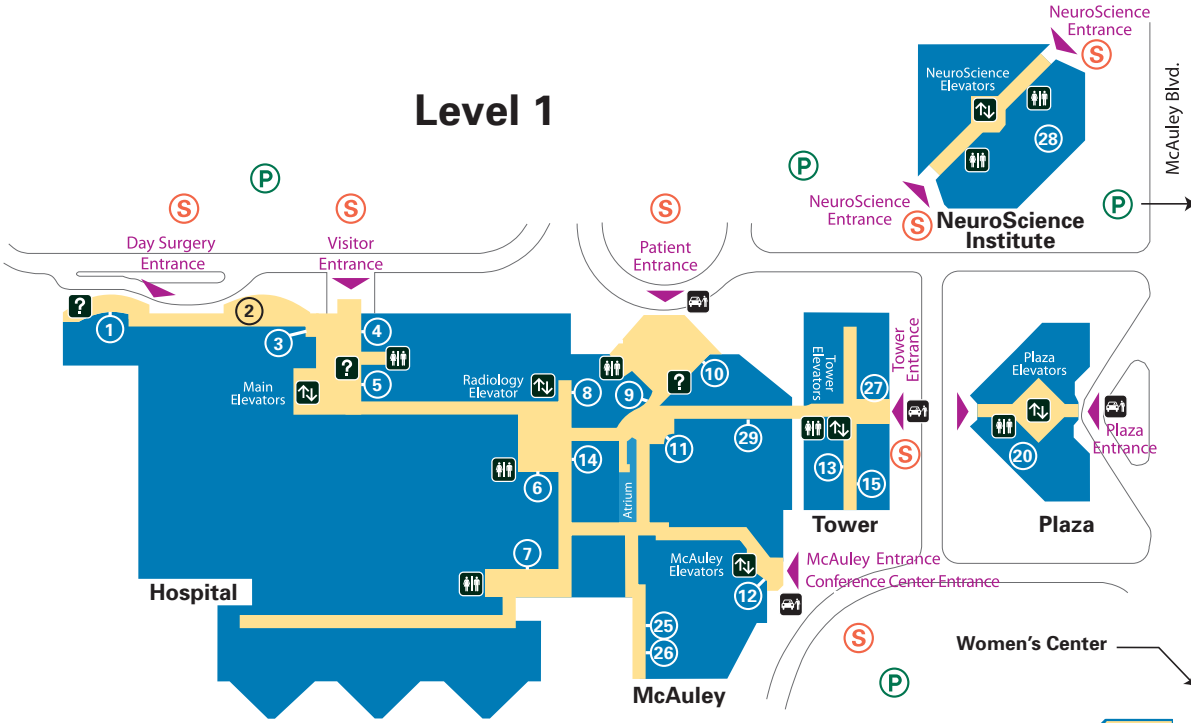 Level 1
NeuroScience
Entrance
S
McAuley Blvd.
NeuroScience
Elevators
28
P
P
P
NeuroScience
Entrance
S
NeuroScience
Institute
S
S
S
Day Surgery
Entrance
Visitor
Entrance
Patient
Entrance
?
1
2
3
4
?
5
Main
Elevators
Radiology
Elevator
8
9
?
10
Tower
Elevators
27
Tower
Entrance
S
11
29
13
15
Tower
14
6
Atrium
7
McAuley
Elevators
12
McAuley Entrance
Conference Center Entrance
25
26
McAuley
Hospital
Plaza
Elevators
20
Plaza
Entrance
Plaza
S
P
Women's Center